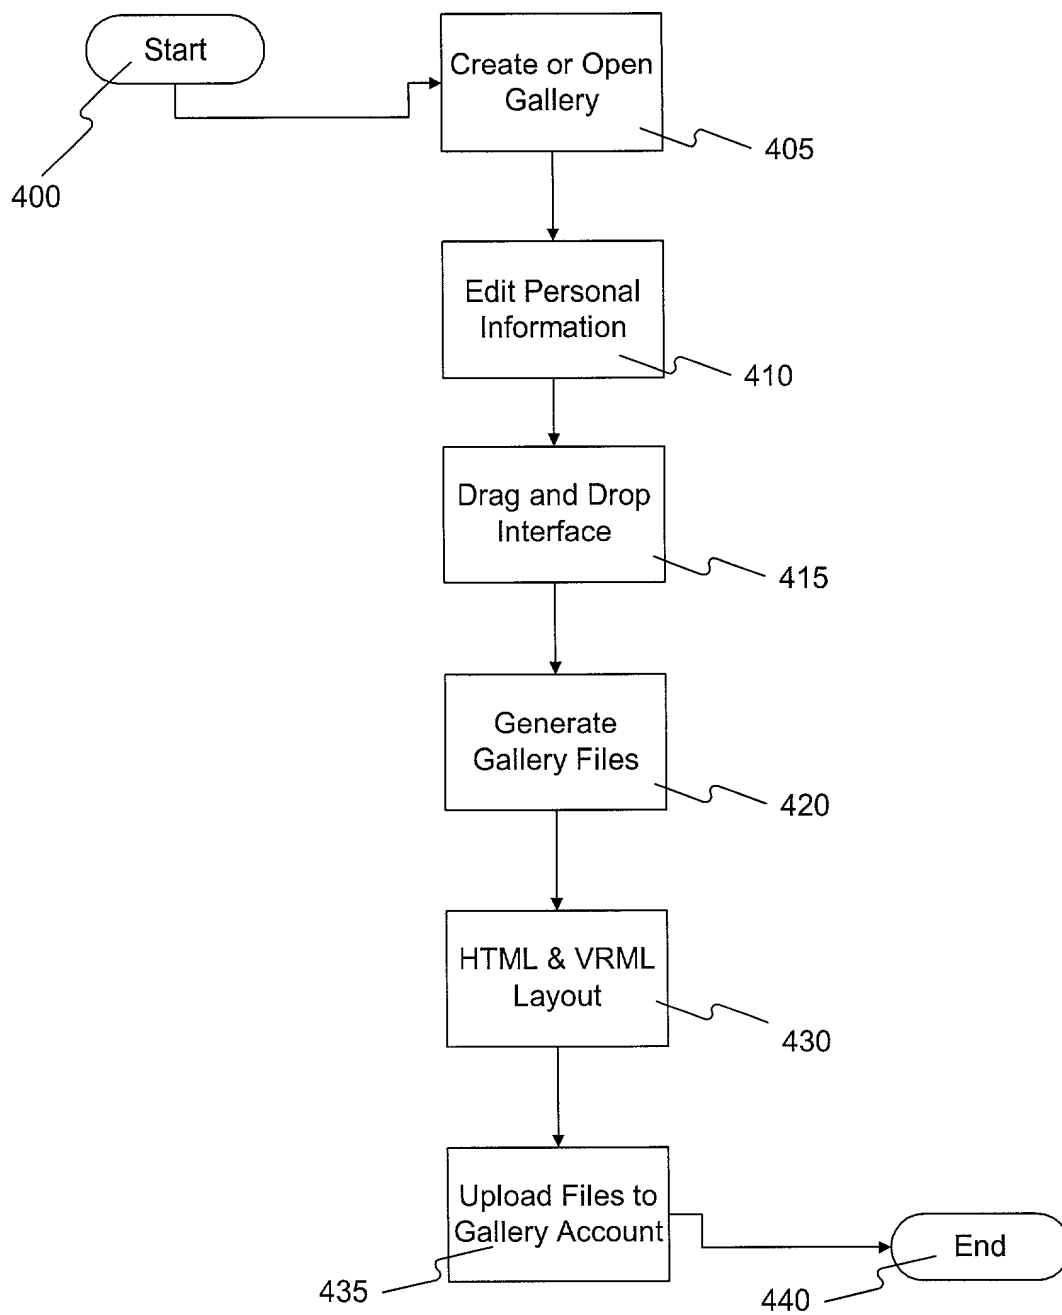 Start
400
Create or Open
Gallery
405
Edit Personal
Information
410
Drag and Drop
Interface
415
Generate
Gallery Files
420
HTML & VRML
Layout
430
Upload Files to
Gallery Account
435
End
440